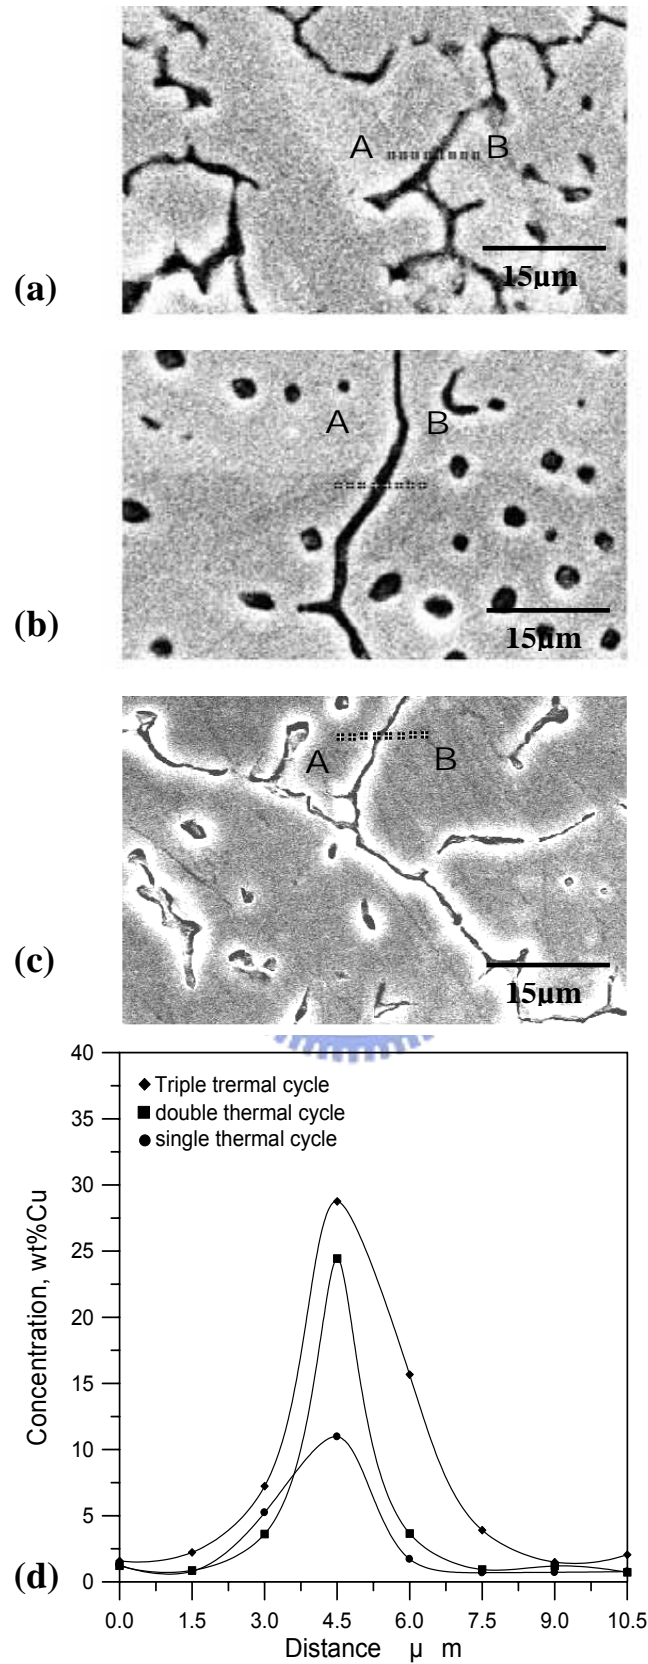 A B
15µm
(a)
A B
15µm
(b)
A B
15µm
(c)
40
Triple trermal cycle
double thermal cycle
single thermal cycle
35
30
25
20
15
10
5
0
Concentration, wt%Cu
(d)
0.0 1.5 3.0 4.5 6.0 7.5 9.0 10.5
Distance µ m